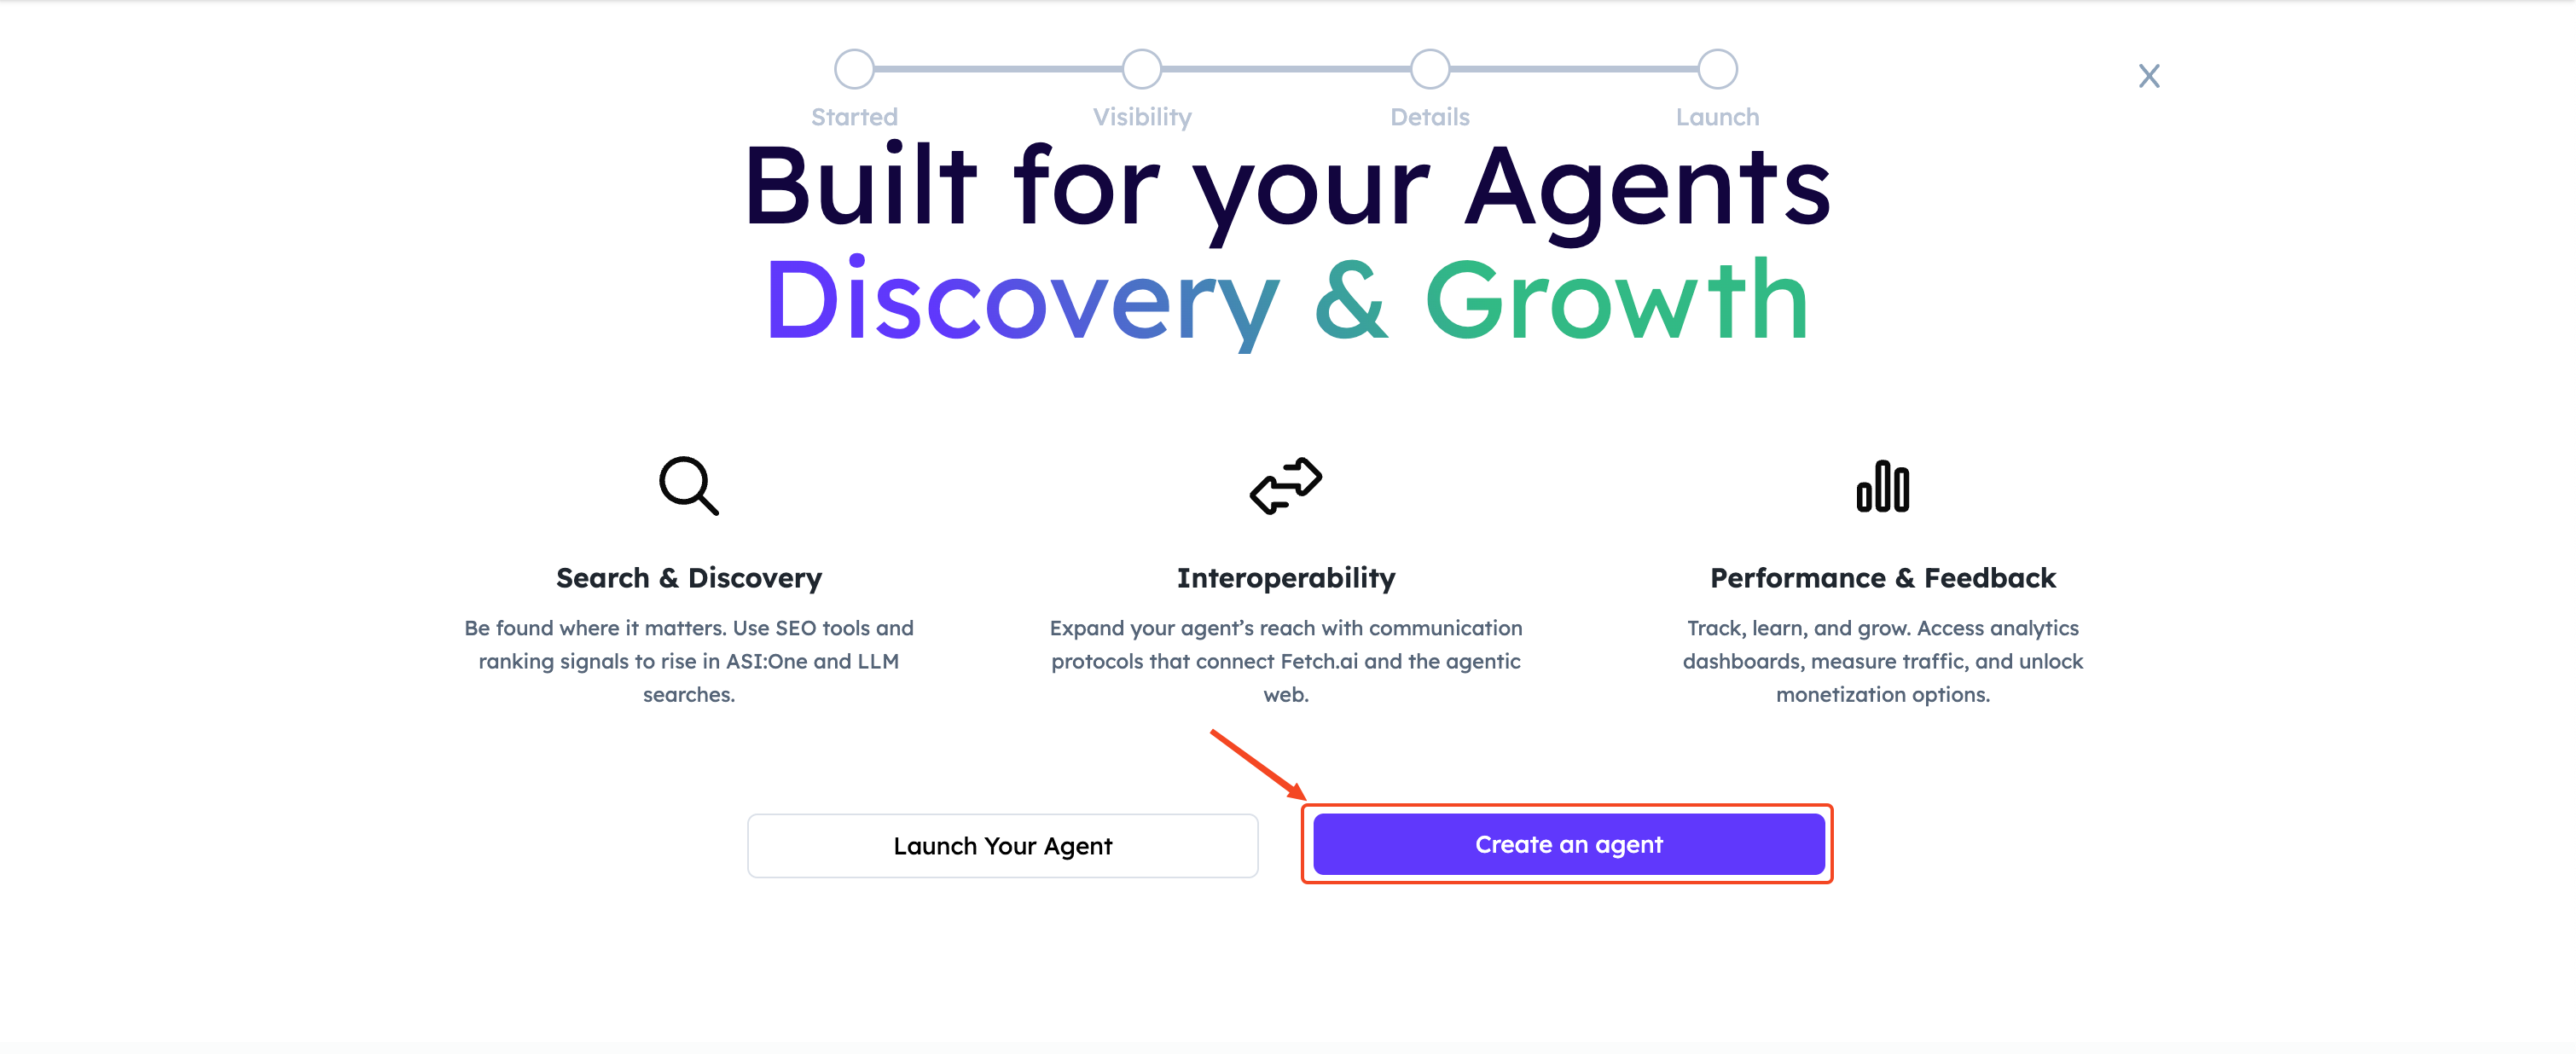 Started
Visibility
Details
Launch
X
Built for your Agents
Discovery & Growth
Search & Discovery
Be found where it matters. Use SEO tools and
ranking signals to rise in ASI:One and LLM
searches.
Interoperability
Expand your agent’s reach with communication
protocols that connect Fetch.ai and the agentic
web.
Performance & Feedback
Track, learn, and grow. Access analytics
dashboards, measure traffic, and unlock
monetization options.
Launch Your Agent
Create an agent